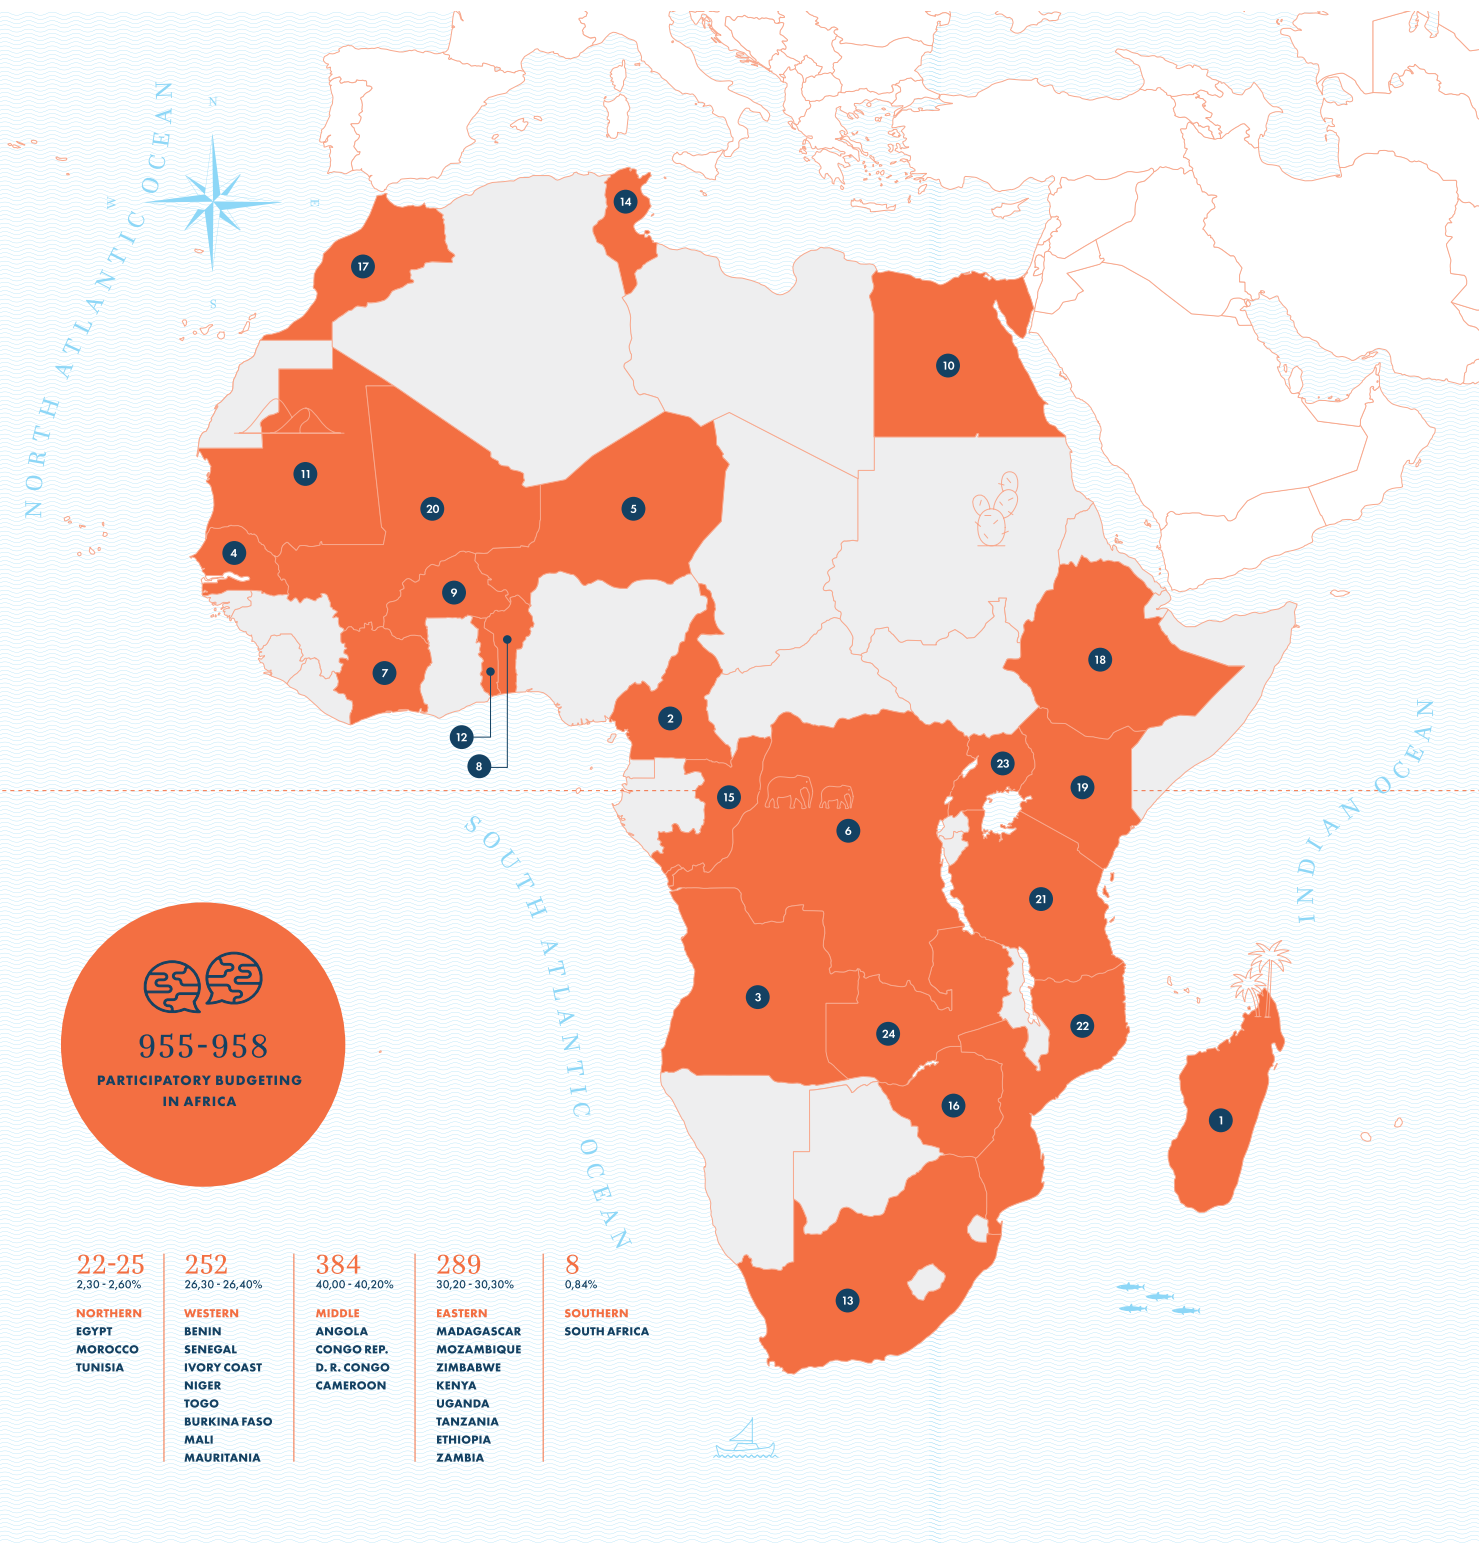 N
W
E
S
NORTH ATLANTIC OCEAN
14
17
10
11
20
5
4
9
7
18
2
12
8
23
19
15
6
21
3
22
24
16
1
13
SOUTH ATLANTIC OCEAN
INDIAN OCEAN
955-958
PARTICIPATORY BUDGETING
IN AFRICA
22-25
2,30 - 2,60%
NORTHERN
EGYPT
MOROCCO
TUNISIA
252
26,30 - 26,40%
WESTERN
BENIN
SENEGAL
IVORY COAST
NIGER
TOGO
BURKINA FASO
MALI
MAURITANIA
384
40,00 - 40,20%
MIDDLE
ANGOLA
CONGO REP.
D. R. CONGO
CAMEROON
289
30,20 - 30,30%
EASTERN
MADAGASCAR
MOZAMBIQUE
ZIMBABWE
KENYA
UGANDA
TANZANIA
ETHIOPIA
ZAMBIA
8
0,84%
SOUTHERN
SOUTH AFRICA